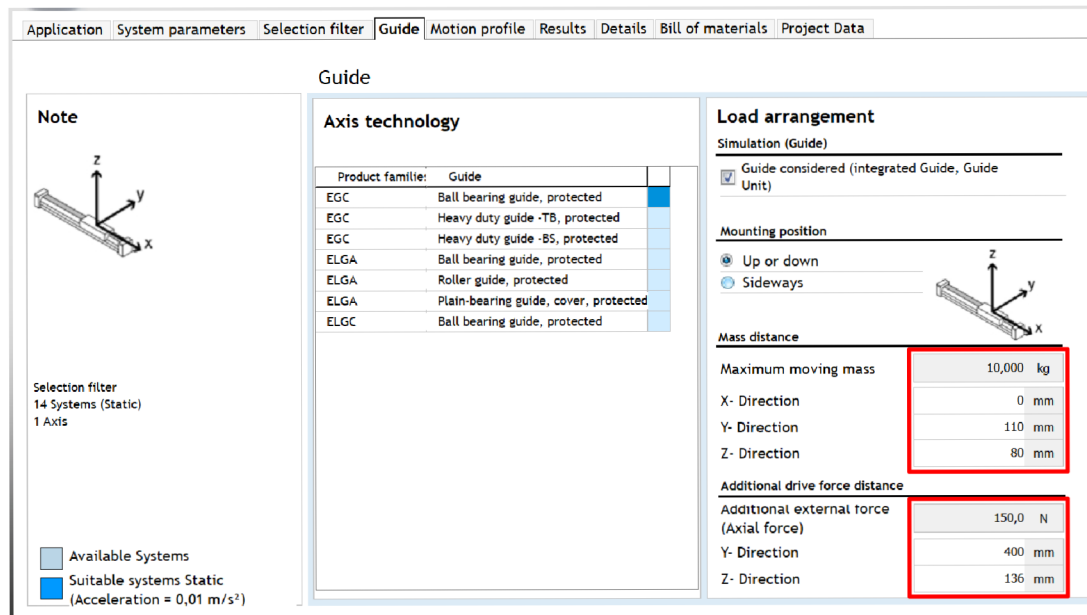 Application System parameters Selection filter Guide Motion profile Results Details Bill of materials Project Data
Guide
Note
z
y
x
Selection filter
14 Systems (Static)
1 Axis
Available Systems
Suitable systems Static
(Acceleration = 0,01 m/s²)
Axis technology
Product familie: Guide
EGC Ball bearing guide, protected
EGC Heavy duty guide -TB, protected
EGC Heavy duty guide -BS, protected
ELGA Ball bearing guide, protected
ELGA Roller guide, protected
ELGA Plain-bearing guide, cover, protected
ELGC Ball bearing guide, protected
Load arrangement
Simulation (Guide)
Guide considered (integrated Guide, Guide
Unit)
Mounting position
Up or down
Sideways
z
y
x
Mass distance
Maximum moving mass 10,000 kg
X- Direction 0 mm
Y- Direction 110 mm
Z- Direction 80 mm
Additional drive force distance
Additional external force
(Axial force) 150,0 N
Y- Direction 400 mm
Z- Direction 136 mm